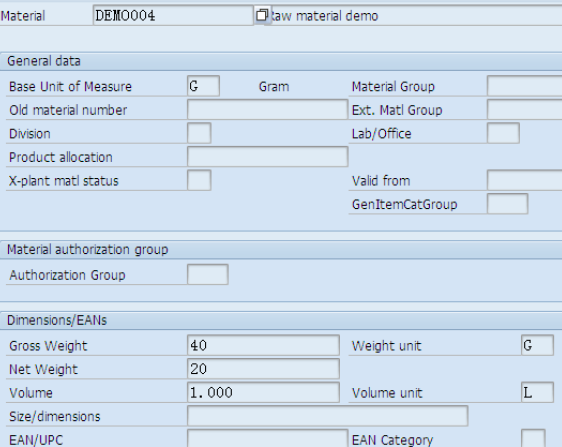 Material DEMO004 Raw material demo
General data
Base Unit of Measure G Gram Material Group
Old material number Ext. Matl Group
Division Lab/Office
Product allocation
X-plant matl status Valid from
GenItemCatGroup
Material authorization group
Authorization Group
Dimensions/EANs
Gross Weight 40 Weight unit G
Net Weight 20
Volume 1.000 Volume unit L
Size/dimensions
EAN/UPC EAN Category